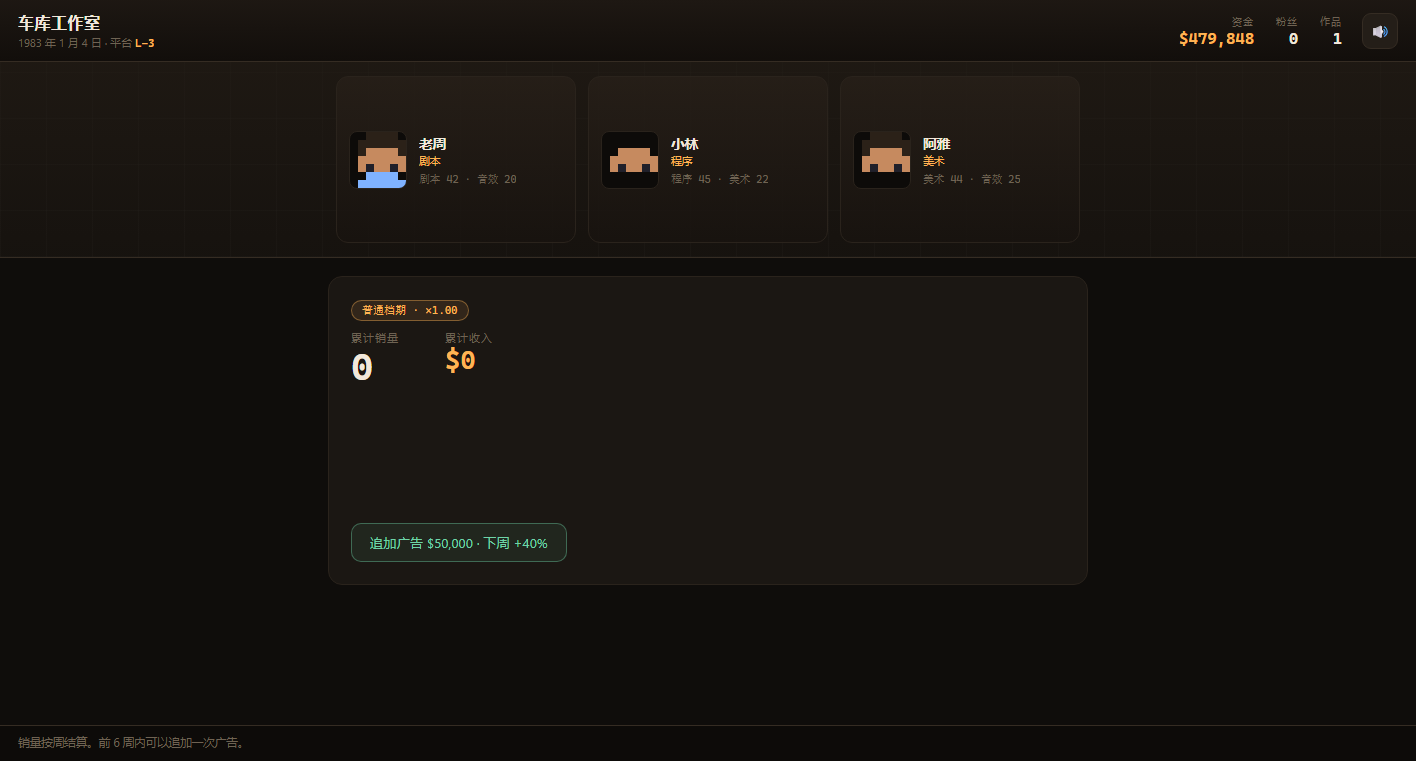 车库工作室
1983 年 1 月 4 日 · 平台 L-3
资金 粉丝 作品
$479,848 0 1
老周
剧本
剧本 42 · 音效 20
小林
程序
程序 45 · 美术 22
阿雅
美术
美术 44 · 音效 25
普通档期 · ×1.00
累计销量 累计收入
0 $0
追加广告 $50,000 · 下周 +40%
销量按周结算。前 6 周内可以追加一次广告。